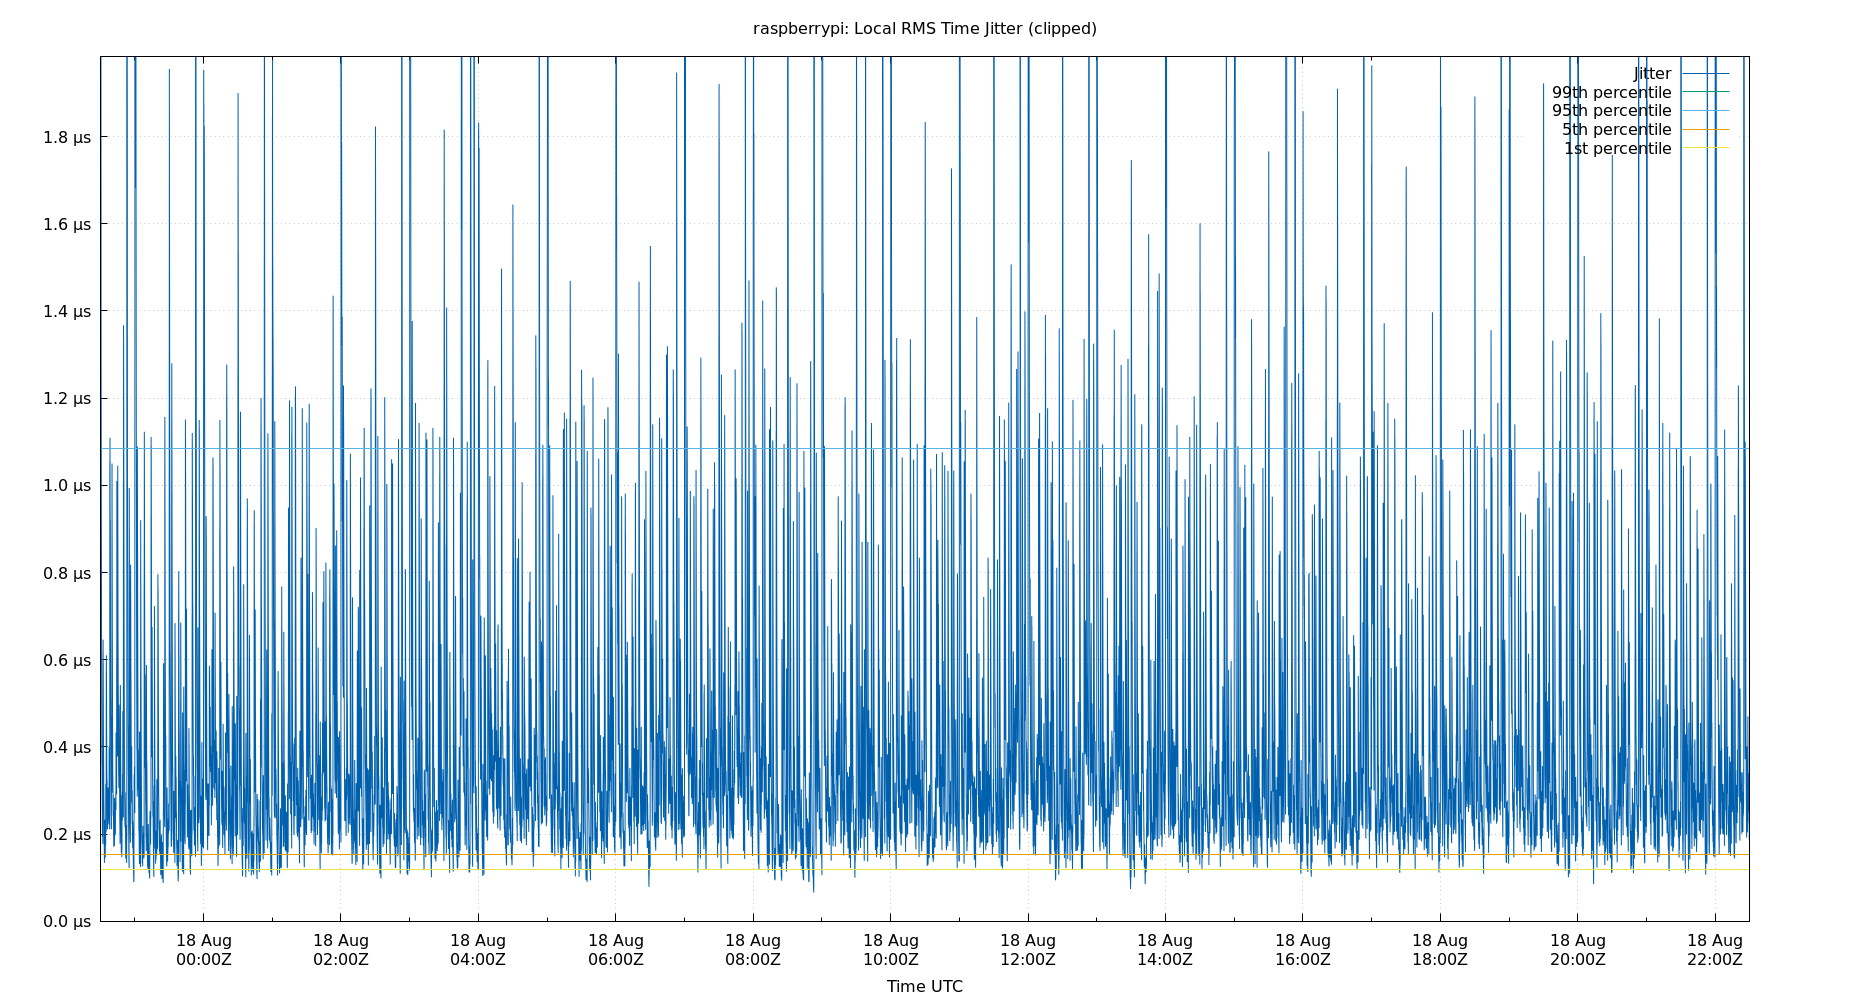 raspberrypi: Local RMS Time Jitter (clipped)
Jitter
99th percentile
95th percentile
5th percentile
1st percentile
1.8 µs
1.6 µs
1.4 µs
1.2 µs
1.0 µs
0.8 µs
0.6 µs
0.4 µs
0.2 µs
0.0 µs
18 Aug 18 Aug 18 Aug 18 Aug 18 Aug 18 Aug 18 Aug 18 Aug 18 Aug 18 Aug 18 Aug 18 Aug
00:00Z 02:00Z 04:00Z 06:00Z 08:00Z 10:00Z 12:00Z 14:00Z 16:00Z 18:00Z 20:00Z 22:00Z
Time UTC